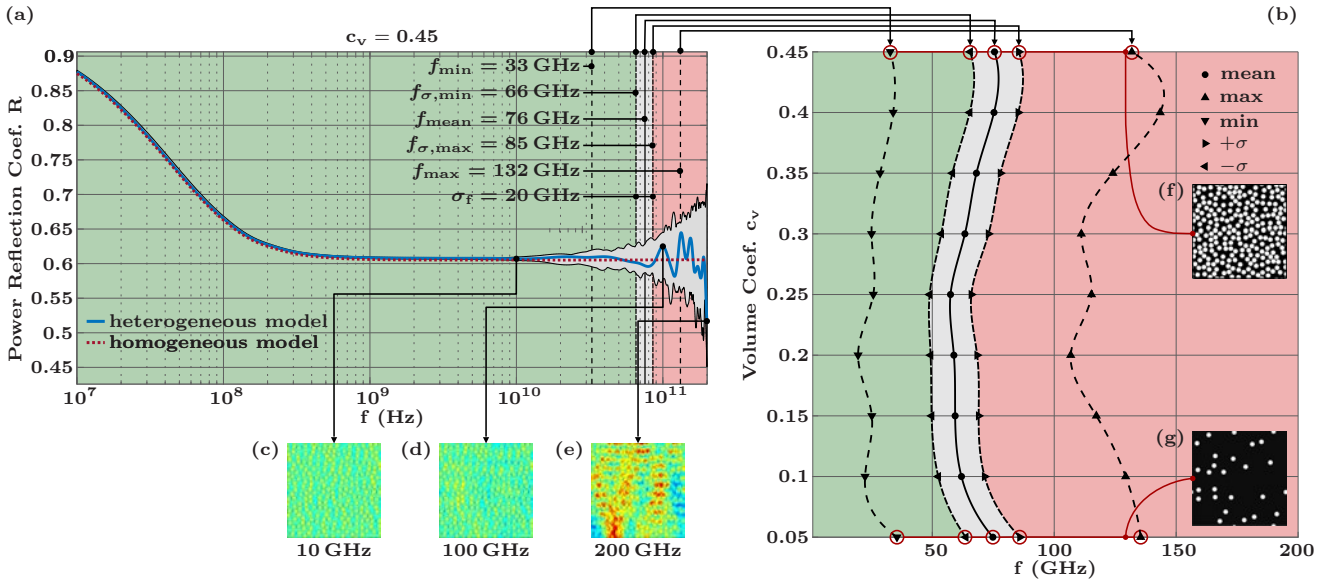 (a)
c_v = 0.45
Power Reflection Coef. R
0.9
0.85
0.8
0.75
0.7
0.65
0.6
0.55
0.5
0.45
f_min = 33 GHz
f_σ,min = 66 GHz
f_mean = 76 GHz
f_σ,max = 85 GHz
f_max = 132 GHz
σ_f = 20 GHz
heterogeneous model
homogeneous model
10^7
10^8
10^9
10^10
10^11
f (Hz)
(c)
10 GHz
(d)
100 GHz
(e)
200 GHz
(b)
Volume Coef. c_v
0.45
0.4
0.35
0.3
0.25
0.2
0.15
0.1
0.05
mean
max
min
+σ
−σ
(f)
(g)
50
100
150
200
f (GHz)